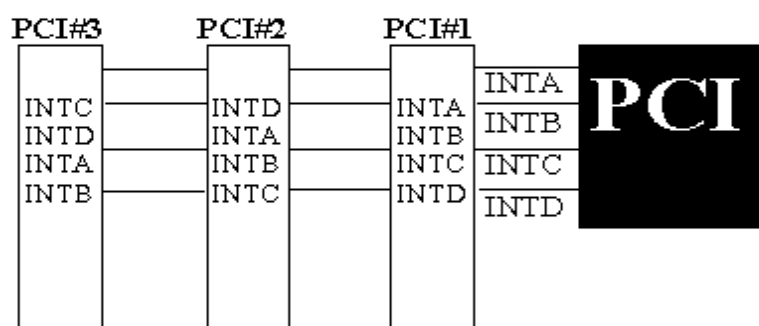 PCI#3 PCI#2 PCI#1
INTA
PCI
INTC INTD INTA
INTB
INTD INTA INTB
INTA INTB INTC INTC
INTB INTC INTD
INTD